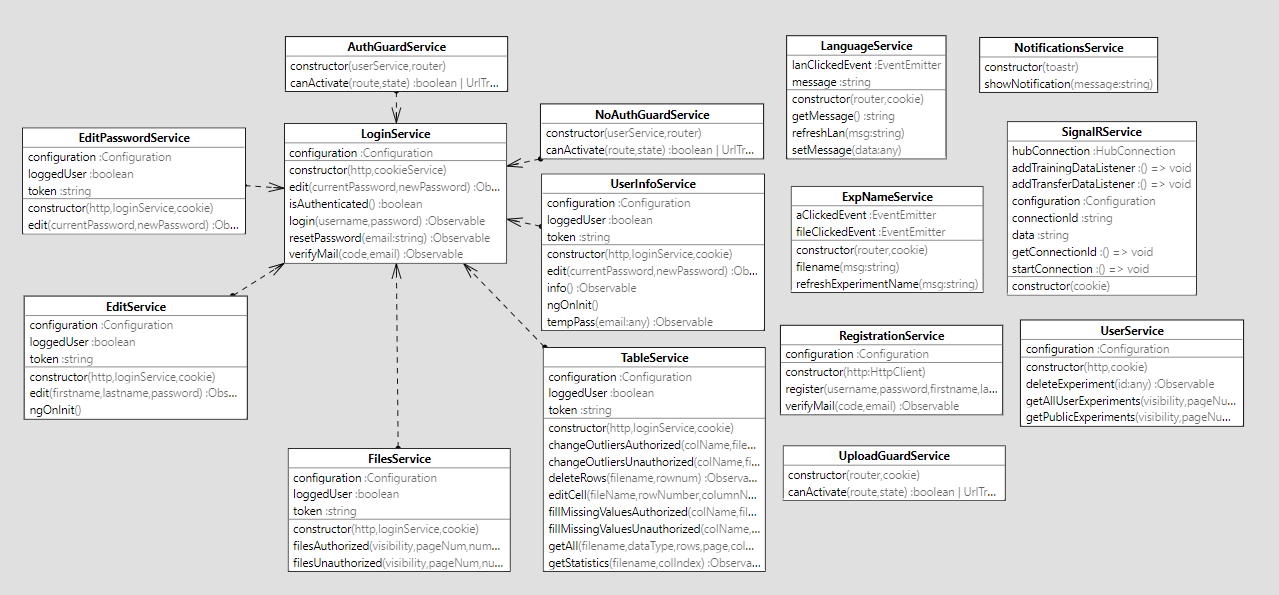 AuthGuardService
constructor(userService,router)
canActivate(route,state) :boolean | UrlTr...
LoginService
configuration :Configuration
constructor(http,cookieService)
edit(currentPassword,newPassword) :Ob...
isAuthenticated() :boolean
login(username,password) :Observable
resetPassword(email:string) :Observable
verifyMail(code,email) :Observable
EditPasswordService
configuration :Configuration
loggedUser :boolean
token :string
constructor(http,loginService,cookie)
edit(currentPassword,newPassword) :O...
EditService
configuration :Configuration
loggedUser :boolean
token :string
constructor(http,loginService,cookie)
edit(firstname,lastname,password) :Obs...
ngOnInit()
FilesService
configuration :Configuration
loggedUser :boolean
token :string
constructor(http,loginService,cookie)
filesAuthorized(visibility,pageNum,num...
filesUnauthorized(visibility,pageNum,nu...
NoAuthGuardService
constructor(userService,router)
canActivate(route,state) :boolean | UrlTr...
UserInfoService
configuration :Configuration
loggedUser :boolean
token :string
constructor(http,loginService,cookie)
edit(currentPassword,newPassword) :Ob...
info() :Observable
ngOnInit()
tempPass(email:any) :Observable
TableService
configuration :Configuration
loggedUser :boolean
token :string
constructor(http,loginService,cookie)
changeOutliersAuthorized(colName,file...
changeOutliersUnauthorized(colName,fi...
deleteRows(filename,rownum) :Observa...
editCell(fileName,rowNumber,columnN...
fillMissingValuesAuthorized(colName,fil...
fillMissingValuesUnauthorized(colName,...
getAll(filename,dataType,rows,page,col...
getStatistics(filename,colIndex) :Observa...
LanguageService
lanClickedEvent :EventEmitter
message :string
constructor(router,cookie)
getMessage() :string
refreshLan(msg:string)
setMessage(data:any)
ExpNameService
aClickedEvent :EventEmitter
fileClickedEvent :EventEmitter
constructor(router,cookie)
filename(msg:string)
refreshExperimentName(msg:string)
RegistrationService
configuration :Configuration
constructor(http:HttpClient)
register(username,password,firstname,la...
verifyMail(code,email) :Observable
UploadGuardService
constructor(router,cookie)
canActivate(route,state) :boolean | UrlTr...
NotificationsService
constructor(toastr)
showNotification(message:string)
SignalRService
hubConnection :HubConnection
addTrainingDataListener :() => void
addTransferDataListener :() => void
configuration :Configuration
connectionId :string
data :string
getConnectionId :() => void
startConnection :() => void
constructor(cookie)
UserService
configuration :Configuration
constructor(http,cookie)
deleteExperiment(id:any) :Observable
getAllUserExperiments(visibility,pageNu...
getPublicExperiments(visibility,pageNum...